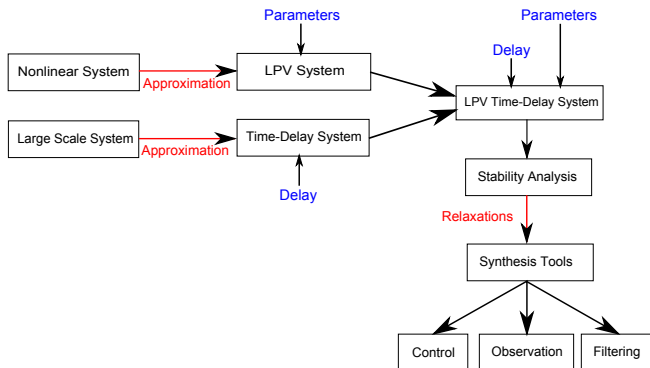 Parameters
Parameters
Delay
Nonlinear System
Approximation
LPV System
LPV Time-Delay System
Large Scale System
Approximation
Time-Delay System
Delay
Stability Analysis
Relaxations
Synthesis Tools
Control
Observation
Filtering